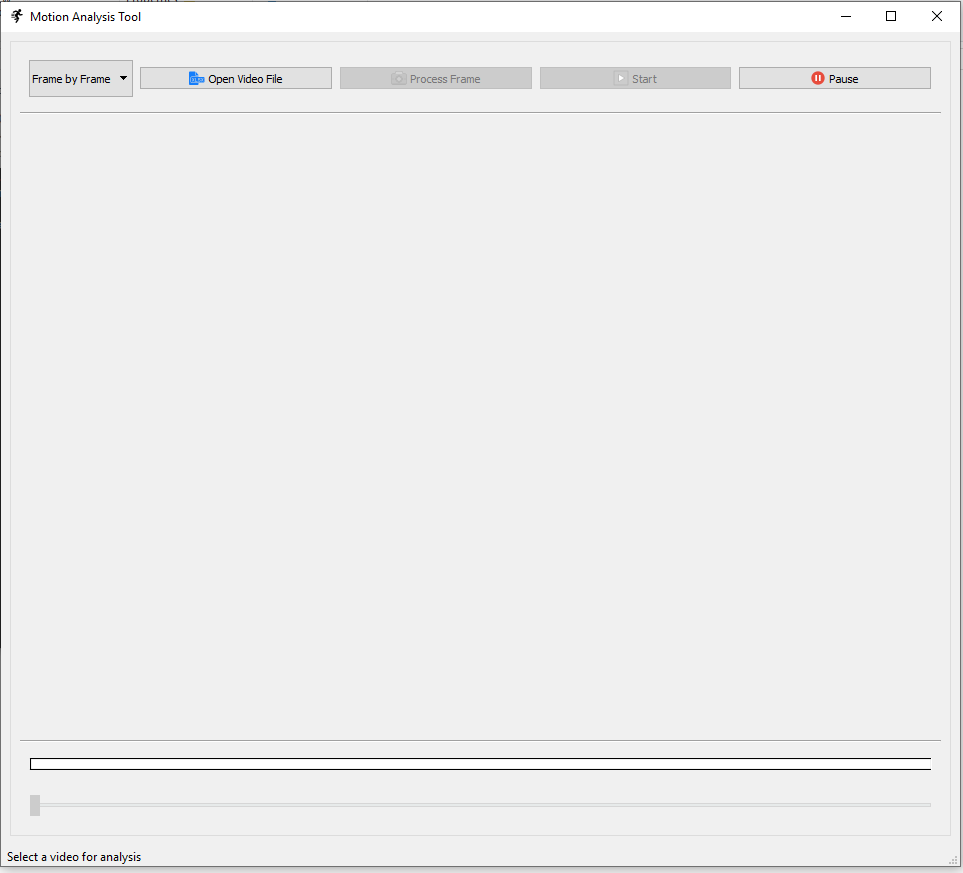 Motion Analysis Tool
Frame by Frame
Open Video File
Process Frame
Start
Pause
Select a video for analysis